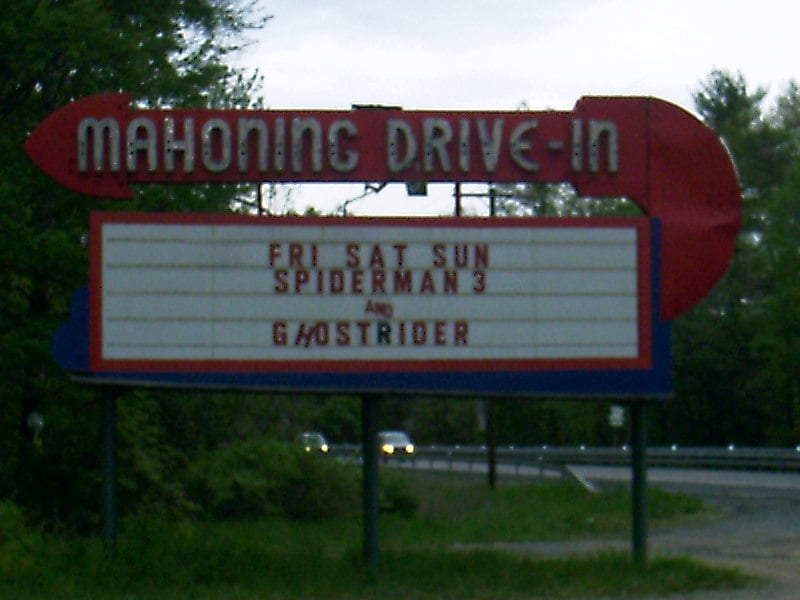 MAHONING DRIVE-IN
FRI SAT SUN
SPIDERMAN 3
AND
GHOSTRIDER